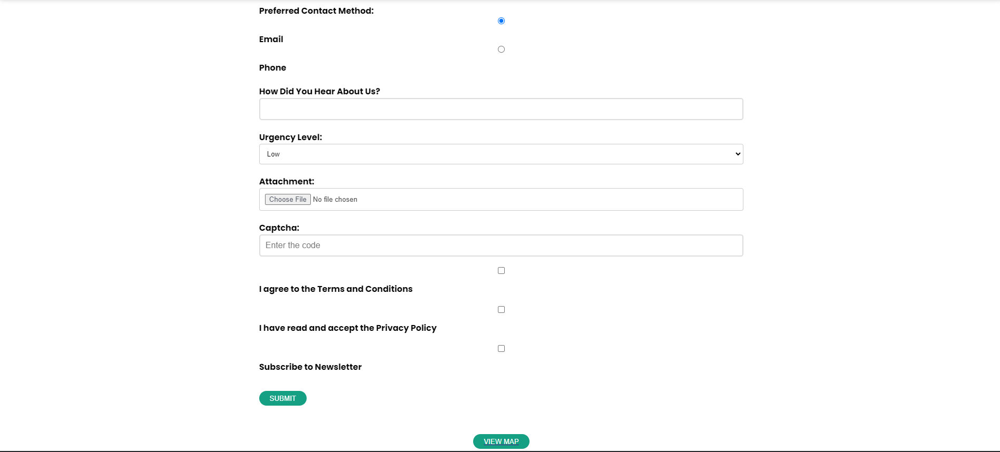 Preferred Contact Method:
Email
Phone
How Did You Hear About Us?
Urgency Level:
Low
Attachment:
Choose File No file chosen
Captcha:
Enter the code
I agree to the Terms and Conditions
I have read and accept the Privacy Policy
Subscribe to Newsletter
SUBMIT
VIEW MAP